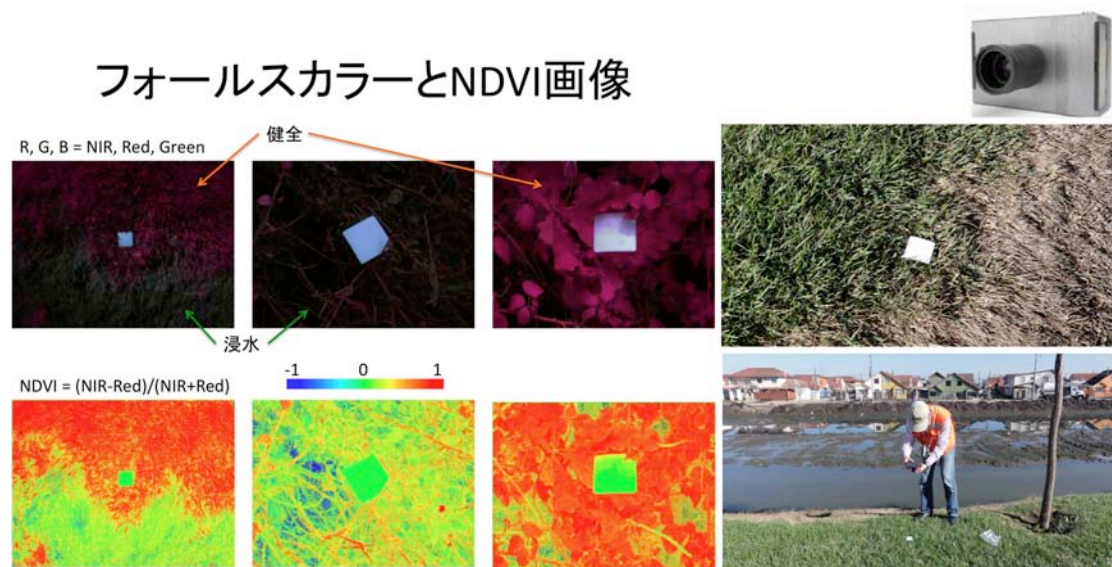 フォールスカラーとNDVI画像
R, G, B = NIR, Red, Green
健全
浸水
NDVI = (NIR-Red)/(NIR+Red)
-1 0 1